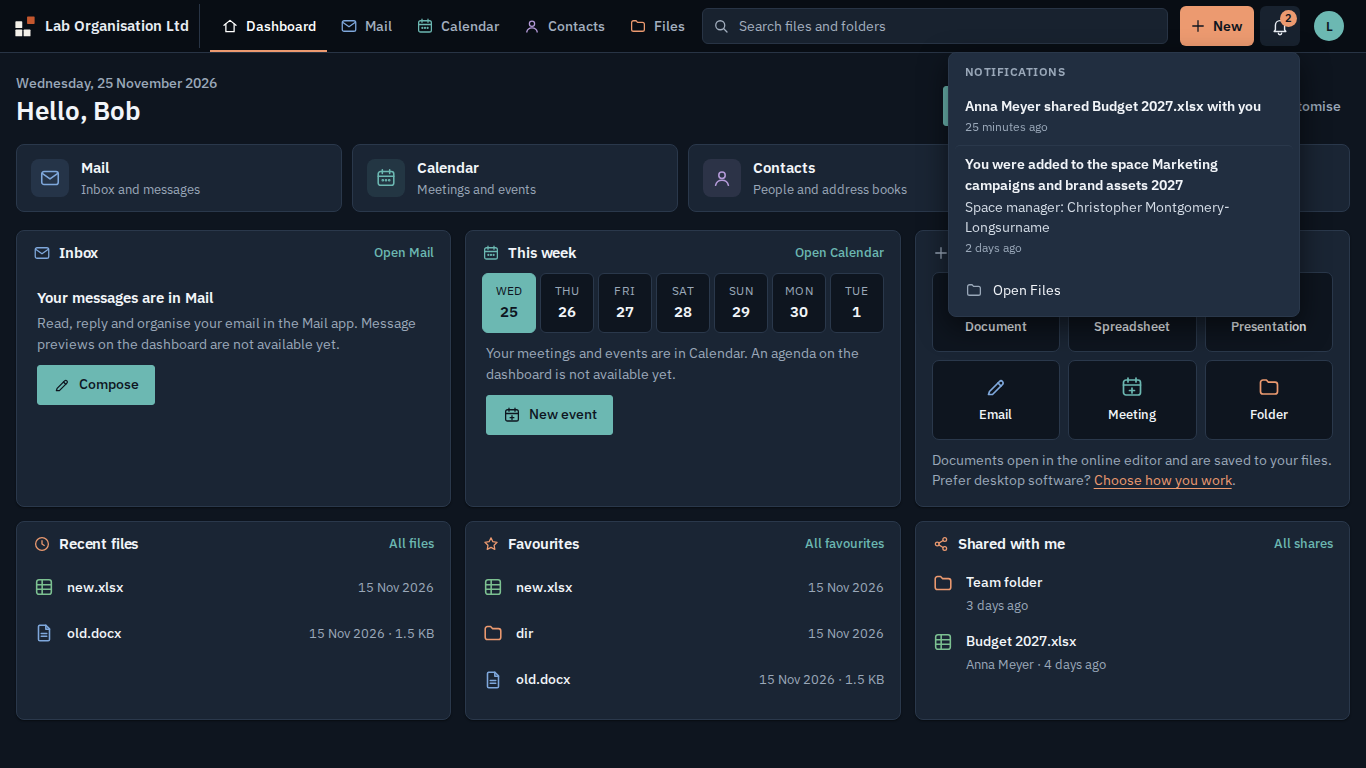 Lab Organisation Ltd
Dashboard
Mail
Calendar
Contacts
Files
Search files and folders
New
2
L
Wednesday, 25 November 2026
Hello, Bob
NOTIFICATIONS
Anna Meyer shared Budget 2027.xlsx with you
25 minutes ago
You were added to the space Marketing
campaigns and brand assets 2027
Space manager: Christopher Montgomery-
Longsurname
2 days ago
Open Files
Mail
Inbox and messages
Calendar
Meetings and events
Contacts
People and address books
Inbox
Open Mail
Your messages are in Mail
Read, reply and organise your email in the Mail app. Message
previews on the dashboard are not available yet.
Compose
This week
Open Calendar
WED
25
THU
26
FRI
27
SAT
28
SUN
29
MON
30
TUE
1
Your meetings and events are in Calendar. An agenda on the
dashboard is not available yet.
New event
Document
Spreadsheet
Presentation
Email
Meeting
Folder
Documents open in the online editor and are saved to your files.
Prefer desktop software? Choose how you work.
Recent files
All files
new.xlsx
15 Nov 2026
old.docx
15 Nov 2026 · 1.5 KB
Favourites
All favourites
new.xlsx
15 Nov 2026
dir
15 Nov 2026
old.docx
15 Nov 2026 · 1.5 KB
Shared with me
All shares
Team folder
3 days ago
Budget 2027.xlsx
Anna Meyer · 4 days ago